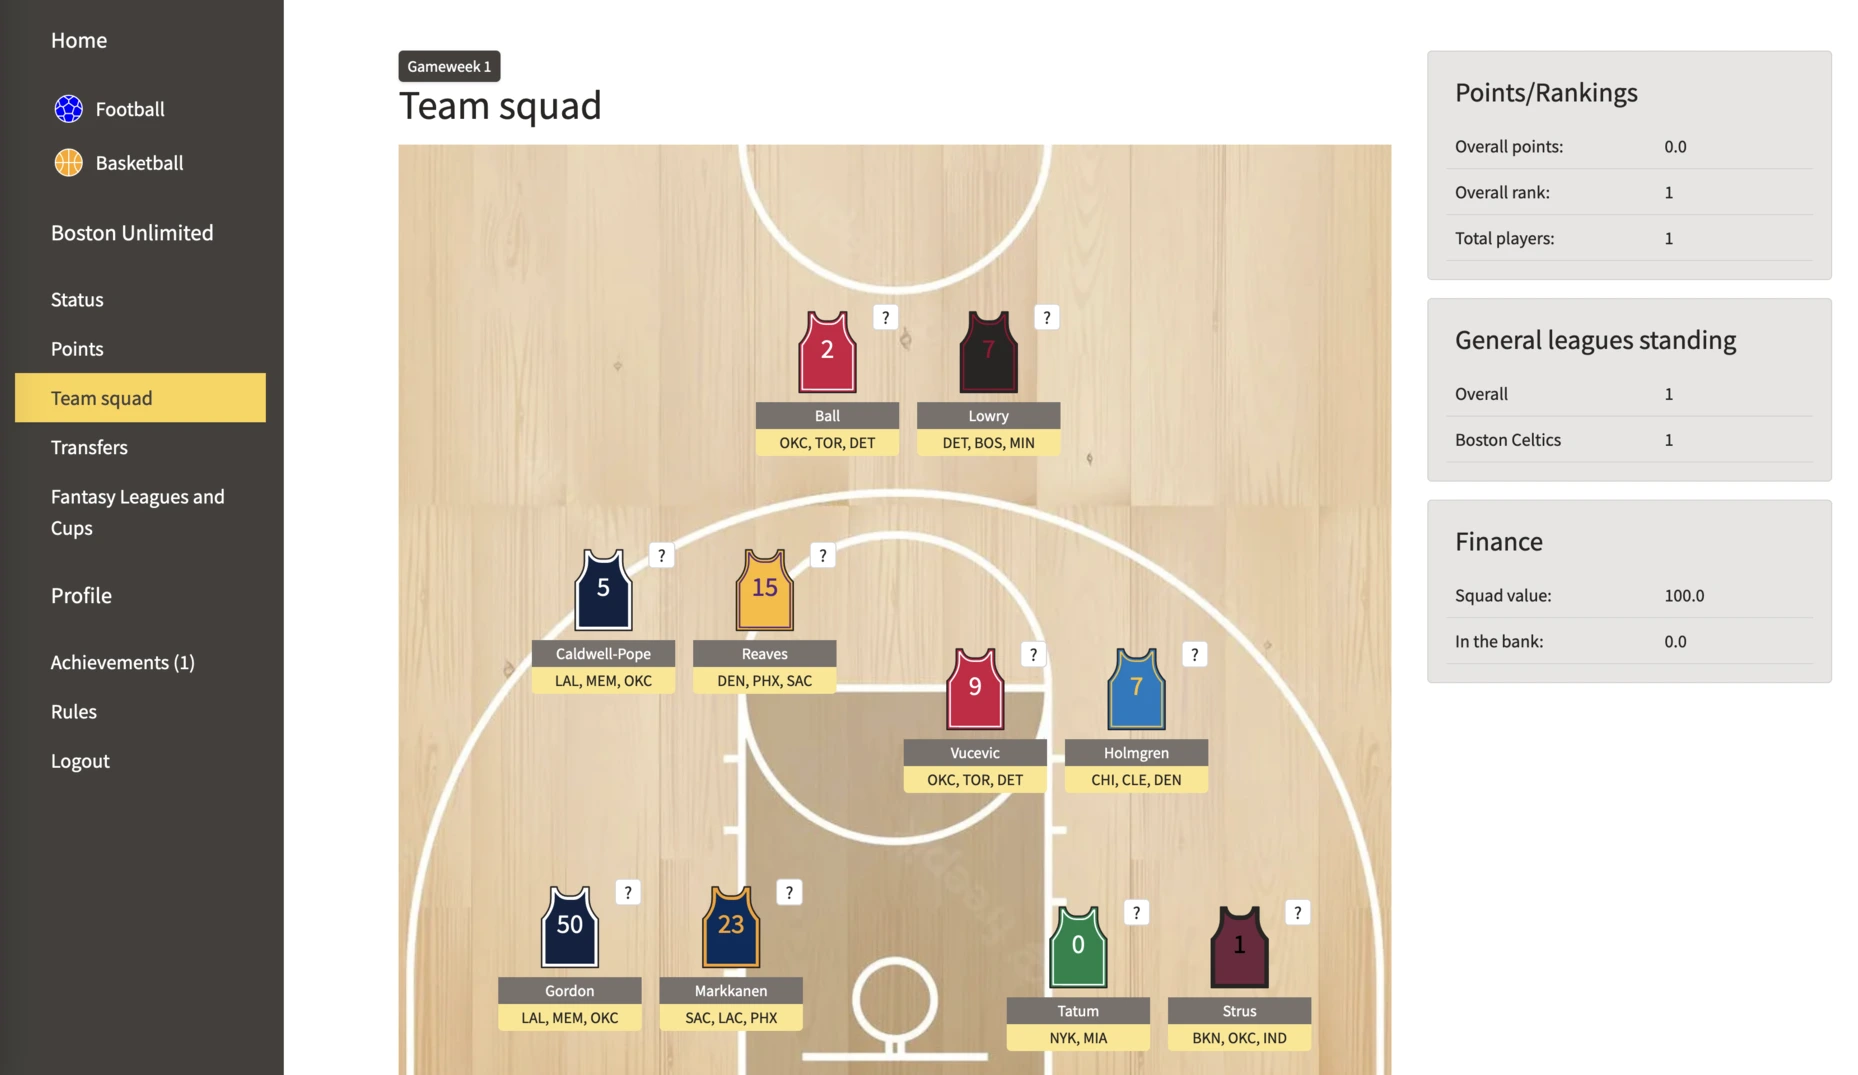 Home
Football
Basketball
Boston Unlimited
Status
Points
Team squad
Transfers
Fantasy Leagues and
Cups
Profile
Achievements (1)
Rules
Logout
Gameweek 1
Team squad
?
?
2
7
Ball
Lowry
OKC, TOR, DET
DET, BOS, MIN
?
?
5
15
Caldwell-Pope
Reaves
LAL, MEM, OKC
DEN, PHX, SAC
?
?
9
7
Vucevic
Holmgren
OKC, TOR, DET
CHI, CLE, DEN
?
?
50
23
Gordon
Markkanen
LAL, MEM, OKC
SAC, LAC, PHX
?
?
0
1
Tatum
Strus
NYK, MIA
BKN, OKC, IND
Points/Rankings
Overall points: 0.0
Overall rank: 1
Total players: 1
General leagues standing
Overall 1
Boston Celtics 1
Finance
Squad value: 100.0
In the bank: 0.0